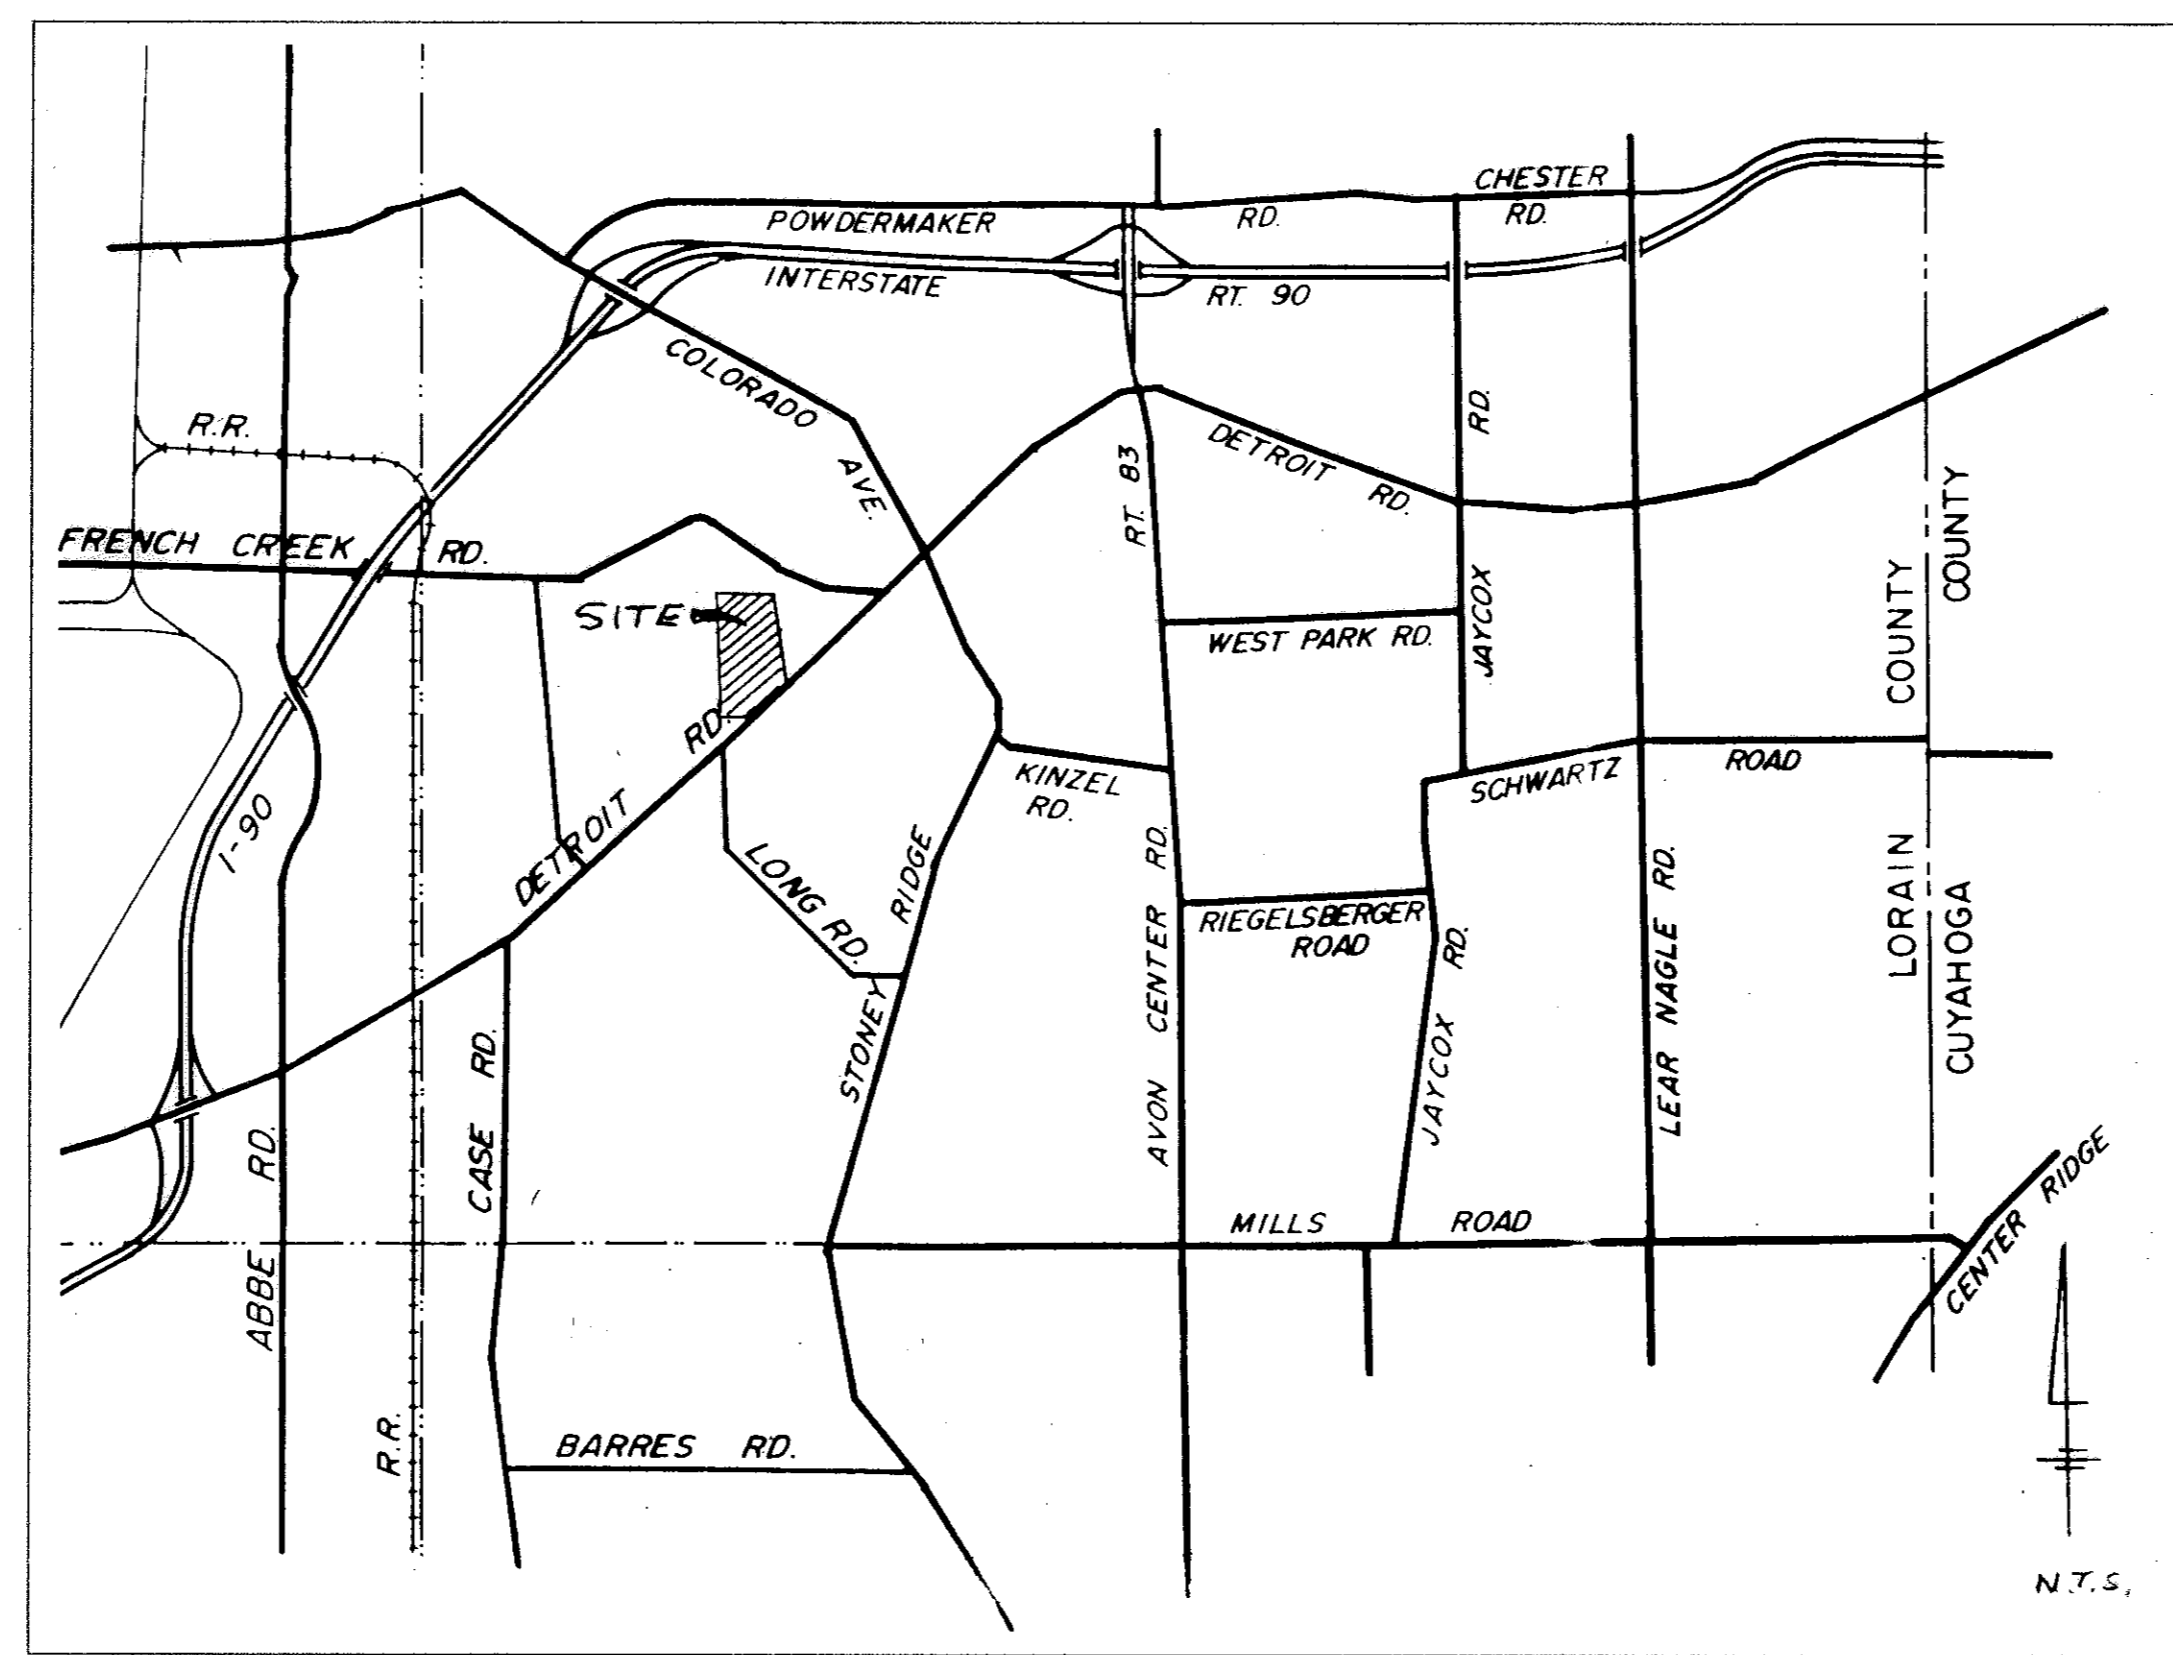 CHESTER
RD.
POWDERMAKER
RD.
INTERSTATE
RT. 90
COLORADO
AVE.
R.R.
FRENCH CREEK RD.
SITE
DETROIT RD.
RT. 83
DETROIT
RD.
JAYCOX RD.
WEST PARK RD.
KINZEL
RD.
SCHWARTZ
ROAD
I-90
LONG RD.
STONEY RIDGE
RIEGELSBERGER
ROAD
AVON CENTER RD.
JAYCOX RD.
LEAR NAGLE RD.
LORAIN COUNTY
CUYAHOGA COUNTY
CASE RD.
ABBE RD.
MILLS ROAD
CENTER RIDGE
R.R.
BARRES RD.
N.T.S.